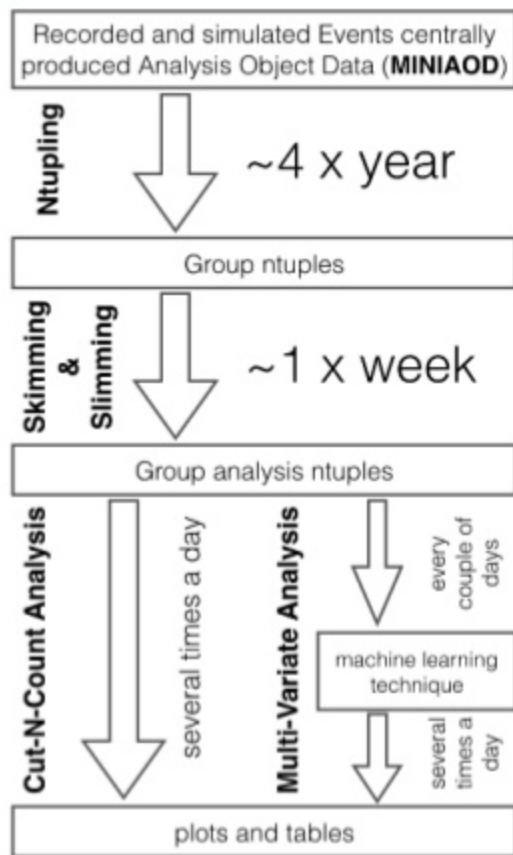 Recorded and simulated Events centrally
produced Analysis Object Data (MINIAOD)
Ntupling
~4 x year
Group ntuples
Skimming
&
Slimming
~1 x week
Group analysis ntuples
Cut-N-Count Analysis
several times a day
Multi-Variate Analysis
every
couple of
days
machine learning
technique
several
times a
day
plots and tables